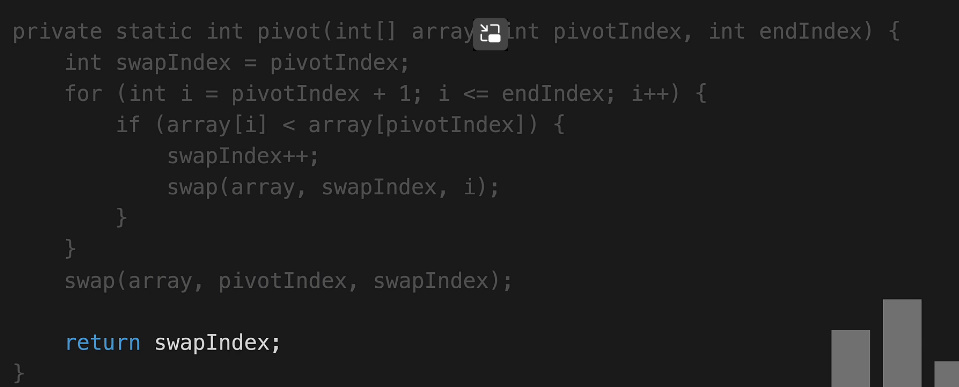 private static int pivot(int[] array, int pivotIndex, int endIndex) {
int swapIndex = pivotIndex;
for (int i = pivotIndex + 1; i <= endIndex; i++) {
if (array[i] < array[pivotIndex]) {
swapIndex++;
swap(array, swapIndex, i);
}
}
swap(array, pivotIndex, swapIndex);
return swapIndex;
}